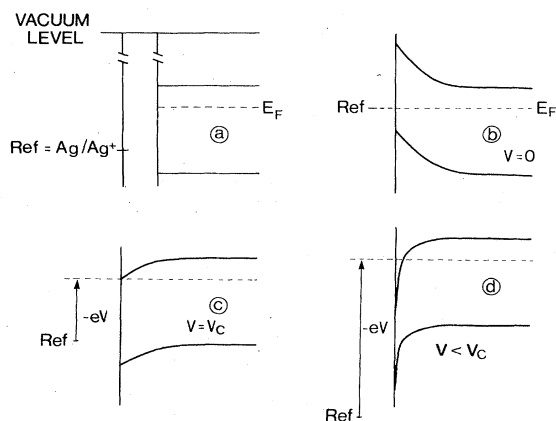 VACUUM
LEVEL
E_F
Ref = Ag/Ag+
ⓐ
Ref
E_F
ⓑ
V=0
ⓒ
-eV
V=V_C
Ref
ⓓ
-eV
V<V_C
Ref